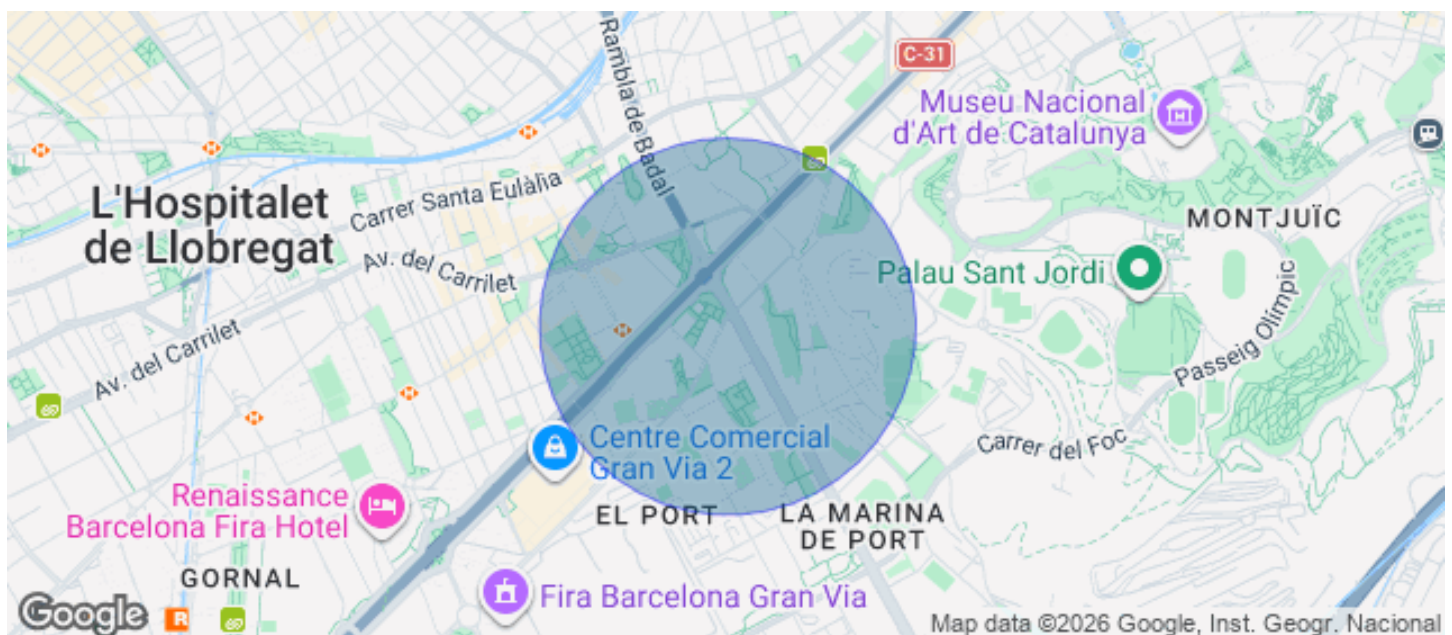 C-31
Rambla de Badal
Museu Nacional
d'Art de Catalunya
L'Hospitalet
de Llobregat
Carrer Santa Eulàlia
Av. del Carrilet
MONTJUÏC
Palau Sant Jordi
Av. del Carrilet
Passeig Olímpic
Centre Comercial
Gran Via 2
Carrer del Foc
Renaissance
Barcelona Fira Hotel
EL PORT
LA MARINA
DE PORT
GORNAL
Fira Barcelona Gran Via
Google
R
Map data ©2026 Google, Inst. Geogr. Nacional